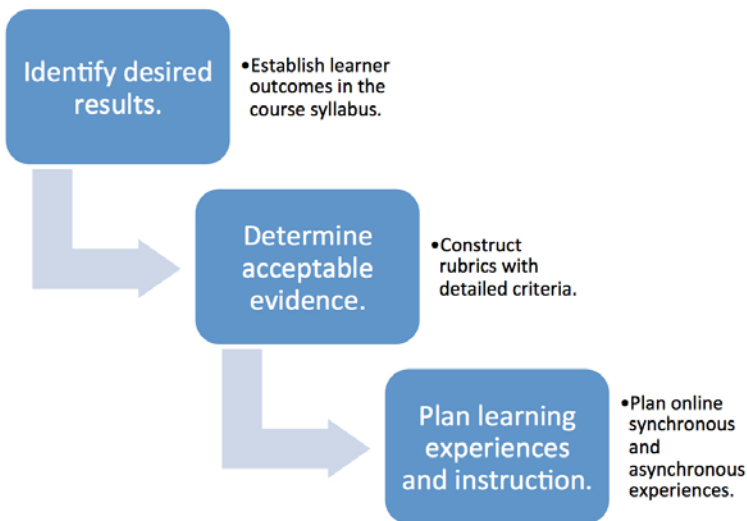 Identify desired
results.
•Establish learner
outcomes in the
course syllabus.
Determine
acceptable
evidence.
•Construct
rubrics with
detailed criteria.
Plan learning
experiences
and instruction.
•Plan online
synchronous
and
asynchronous
experiences.